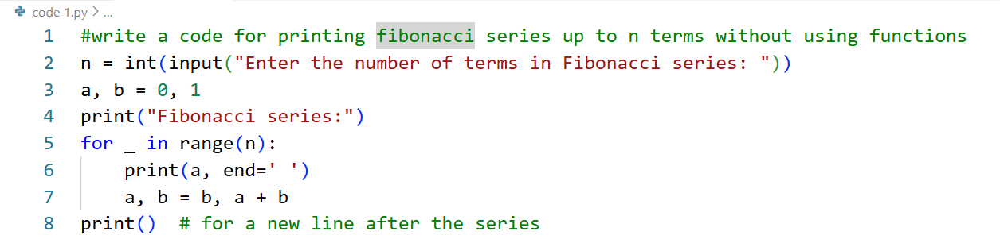 code 1.py > ...
1 #write a code for printing fibonacci series up to n terms without using functions
2 n = int(input("Enter the number of terms in Fibonacci series: "))
3 a, b = 0, 1
4 print("Fibonacci series:")
5 for _ in range(n):
6     print(a, end=' ')
7     a, b = b, a + b
8 print()  # for a new line after the series